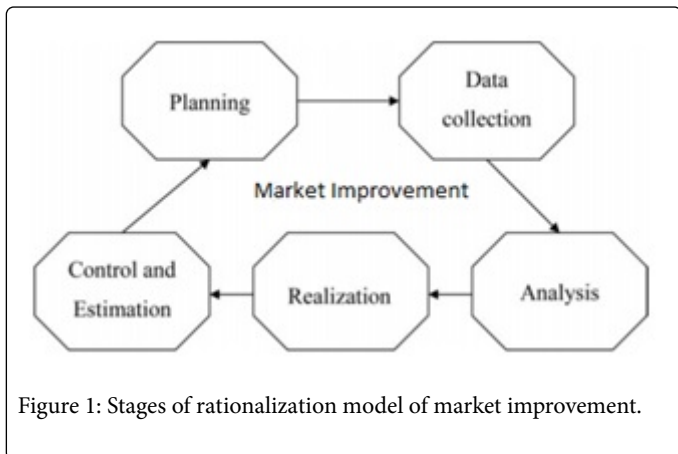 Planning
Data
collection
Market Improvement
Control and
Estimation
Realization
Analysis
Figure 1: Stages of rationalization model of market improvement.